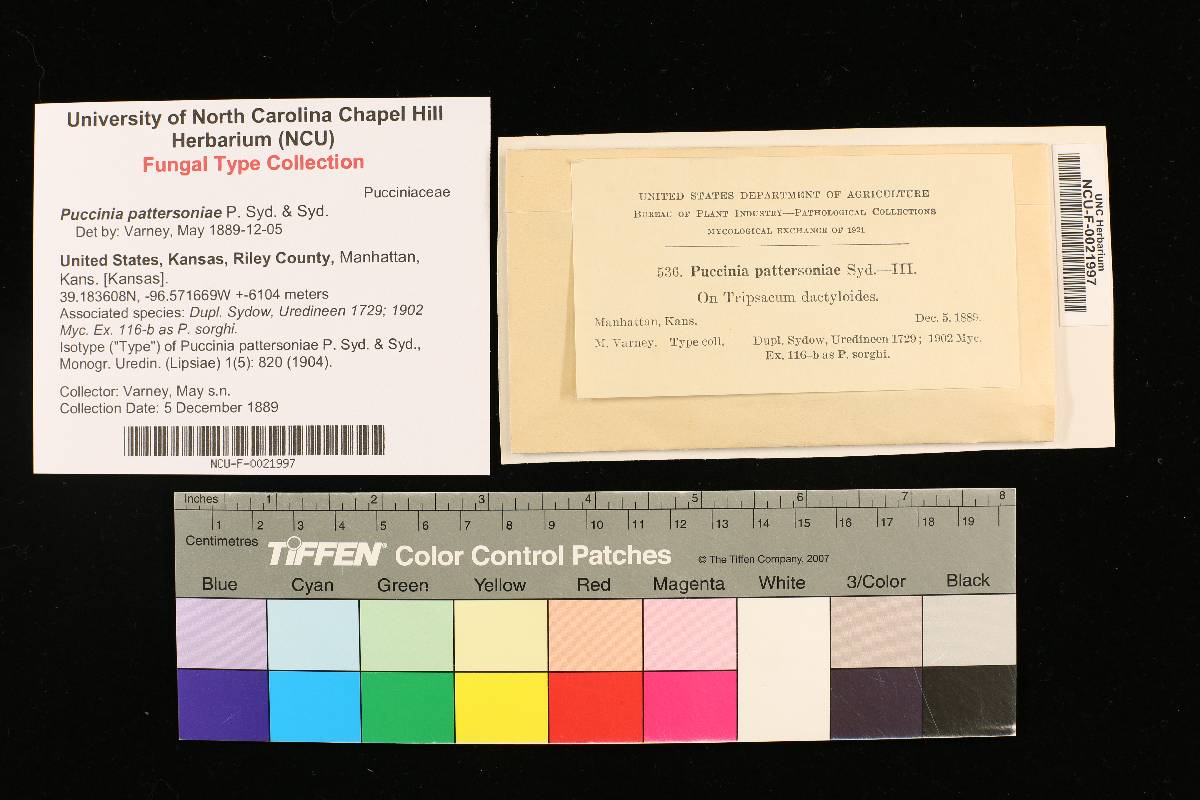 University of North Carolina Chapel Hill
Herbarium (NCU)
Fungal Type Collection
Pucciniaceae
Puccinia pattersoniae P. Syd. & Syd.
Det by: Varney, May 1889-12-05
United States, Kansas, Riley County, Manhattan,
Kans. [Kansas].
39.183608N, -96.571669W +-6104 meters
Associated species: Dupl. Sydow, Uredineen 1729; 1902
Myc. Ex. 116-b as P. sorghi.
Isotype ("Type") of Puccinia pattersoniae P. Syd. & Syd.,
Monogr. Uredin. (Lipsiae) 1(5): 820 (1904).
Collector: Varney, May s.n.
Collection Date: 5 December 1889
NCU-F-0021997
UNITED STATES DEPARTMENT OF AGRICULTURE
BUREAU OF PLANT INDUSTRY—PATHOLOGICAL COLLECTIONS
MYCOLOGICAL EXCHANGE OF 1921
536. Puccinia pattersoniae Syd.—III.
On Tripsacum dactyloides.
Manhattan, Kans. Dec. 5, 1889.
M. Varney. Type coll. Dupl. Sydow, Uredineen 1729; 1902 Myc.
Ex. 116-b as P. sorghi.
UNC Herbarium
NCU-F-0021997
Inches 1 2 3 4 5 6 7 8
1 2 3 4 5 6 7 8 9 10 11 12 13 14 15 16 17 18 19
Centimetres
TIFFEN® Color Control Patches © The Tiffen Company, 2007
Blue Cyan Green Yellow Red Magenta White 3/Color Black